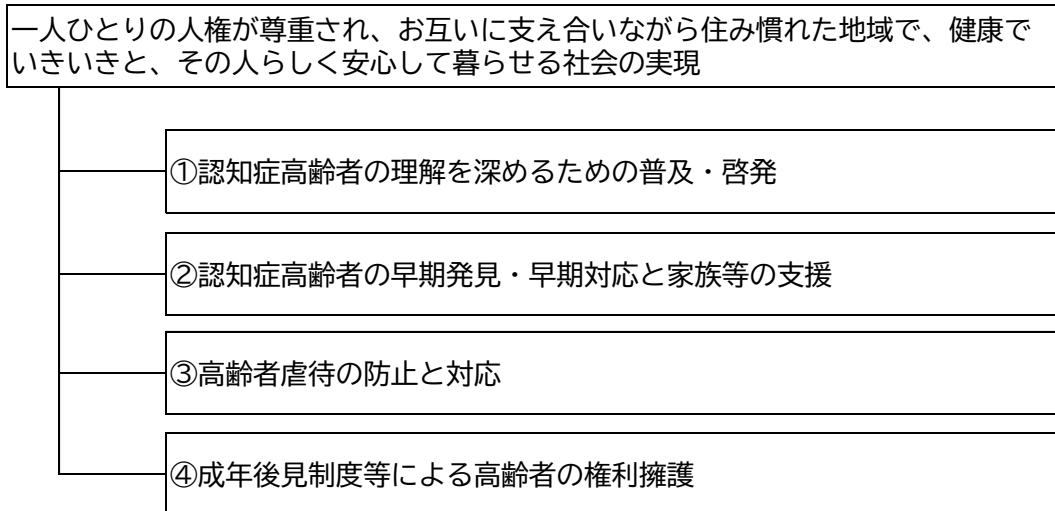 一人ひとりの人権が尊重され、お互いに支え合いながら住み慣れた地域で、健康で
いきいきと、その人らしく安心して暮らせる社会の実現
①認知症高齢者の理解を深めるための普及・啓発
②認知症高齢者の早期発見・早期対応と家族等の支援
③高齢者虐待の防止と対応
④成年後見制度等による高齢者の権利擁護